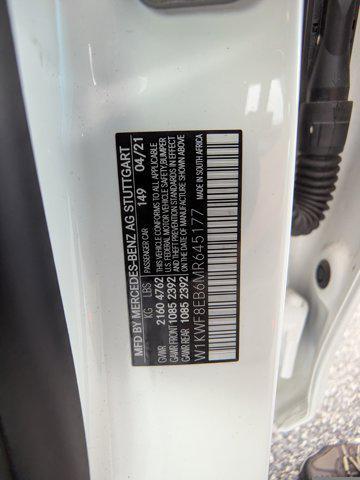 MFD BY MERCEDES-BENZ AG STUTTGART
PASSENGER CAR 149 04/21
KG LBS THIS VEHICLE CONFORMS TO ALL APPLICABLE
GVWR 2160 4762 U.S. FEDERAL MOTOR VEHICLE SAFETY,BUMPER
GAWR FRONT 1085 2392 AND THEFT PREVENTION STANDARDS IN EFFECT
GAWR REAR 1085 2392 ON THE DATE OF MANUFACTURE SHOWN ABOVE.
W1KWF8EB6MR645177
MADE IN SOUTH AFRICA